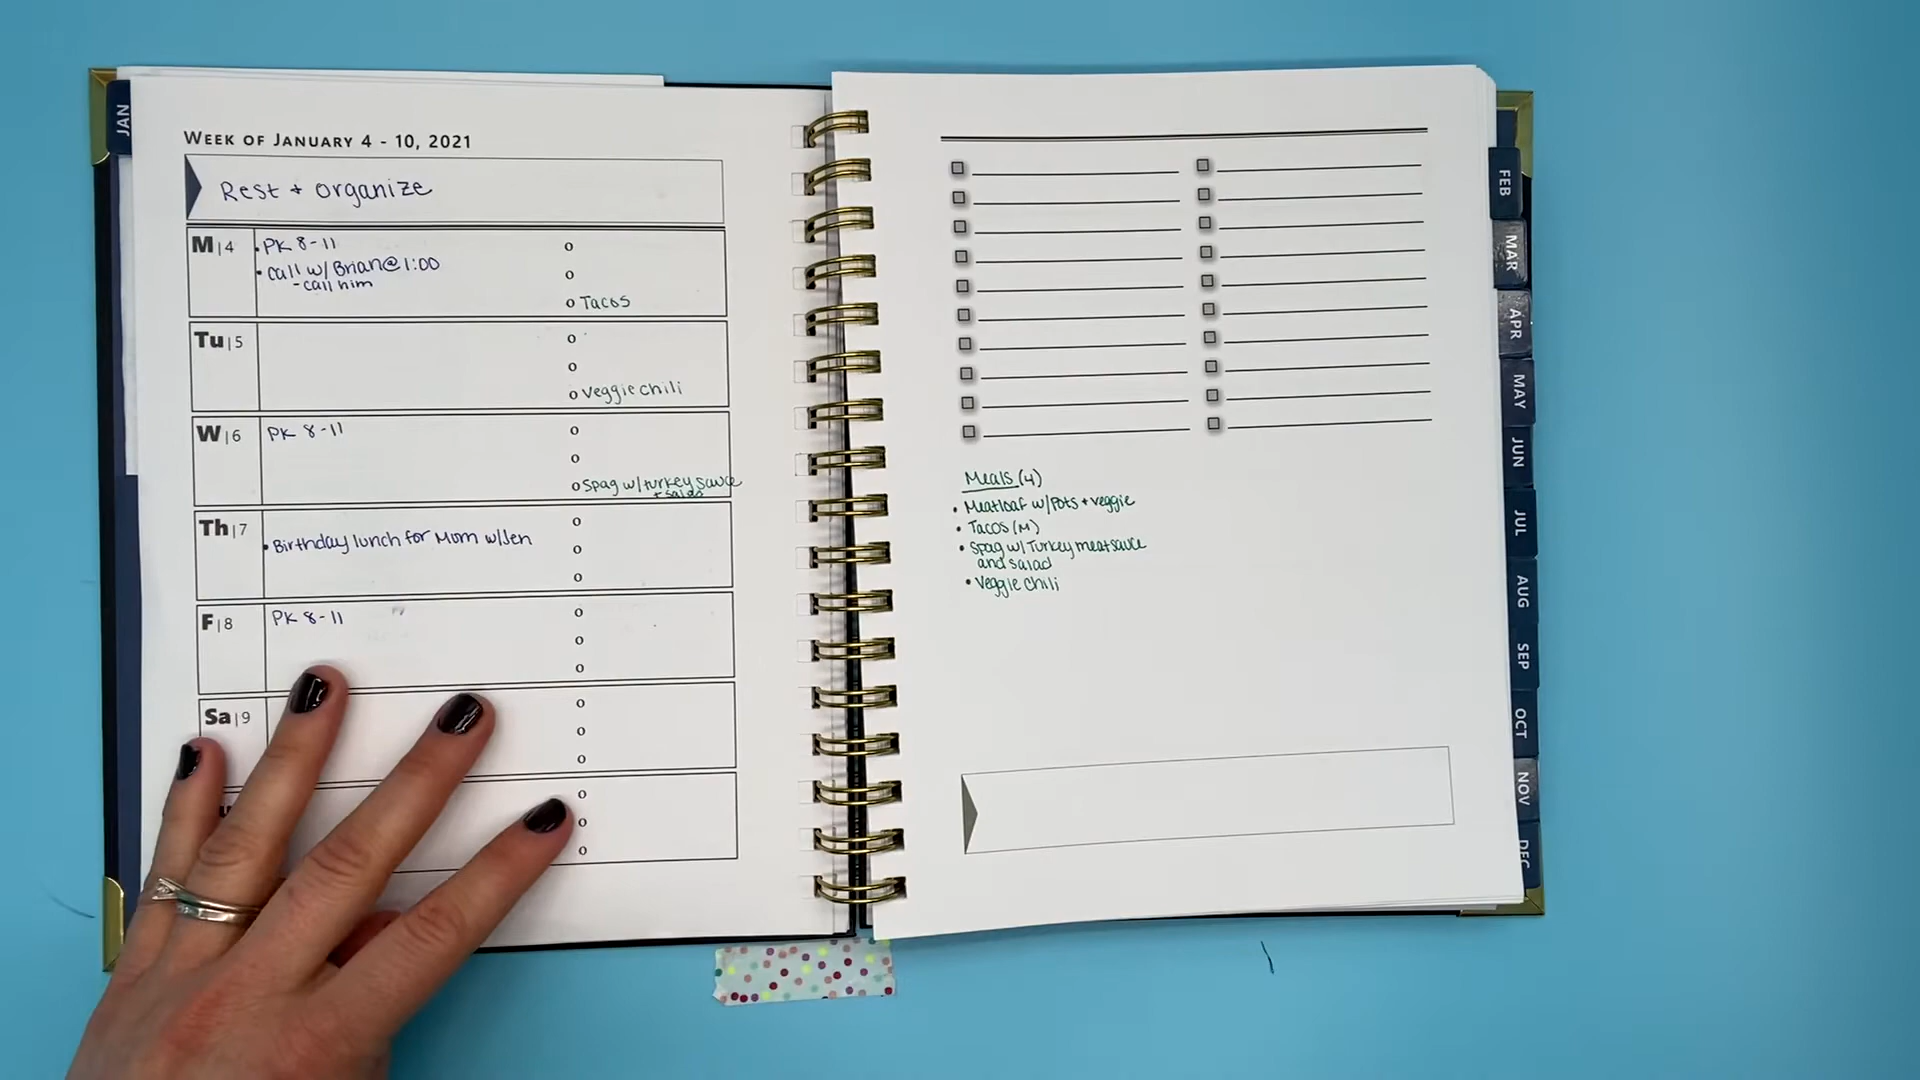 JAN
WEEK OF JANUARY 4 - 10, 2021
Rest + organize
M|4
• PK 8-11
• Call w/ Brian @ 1:00
- call him
o
o
o Tacos
Tu|5
o
o
o Veggie chili
W|6
PK 8-11
o
o
o Spag w/ turkey sauce
+ salad
Th|7
• Birthday lunch for Mom w/ Jen
o
o
o
F|8
PK 8-11
o
o
o
Sa|9
o
o
o
o
o
o
Meals (4)
• Meatloaf w/ Pots + veggie
• Tacos (M)
• Spag w/ Turkey meatsauce
and salad
• Veggie chili
FEB
MAR
APR
MAY
JUN
JUL
AUG
SEP
OCT
NOV
DEC